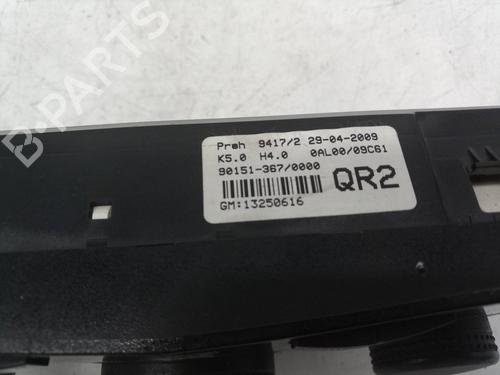 Preh 9417/2 29-04-2009
K5.0 H4.0 0AL00/09C61
90151-367/0000
QR2
GM:13250616
B-PARTS